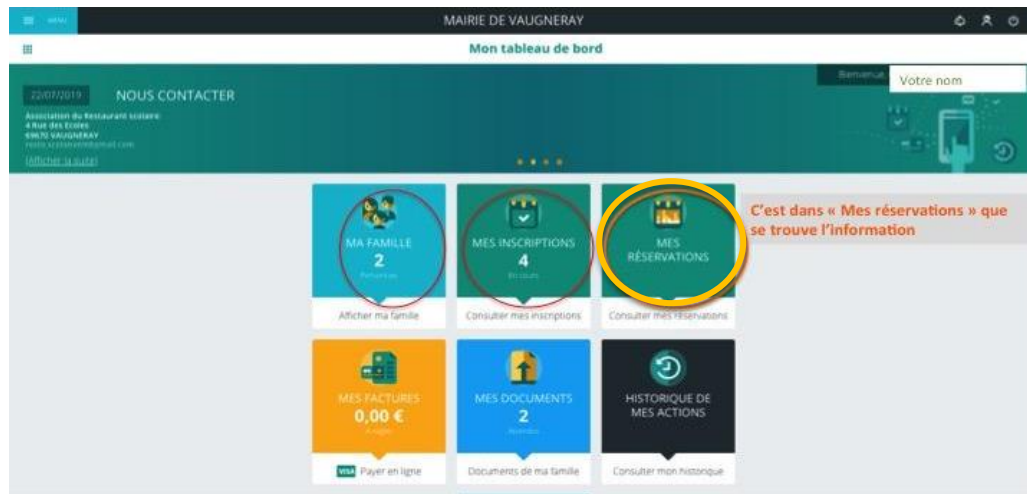 MENU
MAIRIE DE VAUGNERAY
Mon tableau de bord
Bienvenue,
Votre nom
22/07/2019
NOUS CONTACTER
Association du Restaurant scolaire
4 Rue des Ecoles
69670 VAUGNERAY
(Afficher la suite)
C'est dans « Mes réservations » que
se trouve l'information
MA FAMILLE
2
Personnes
Afficher ma famille
MES INSCRIPTIONS
4
En cours
Consulter mes inscriptions
MES
RÉSERVATIONS
Consulter mes réservations
MES FACTURES
0,00 €
A régler
VISA Payer en ligne
MES DOCUMENTS
2
Documents de ma famille
HISTORIQUE DE
MES ACTIONS
Consulter mon historique